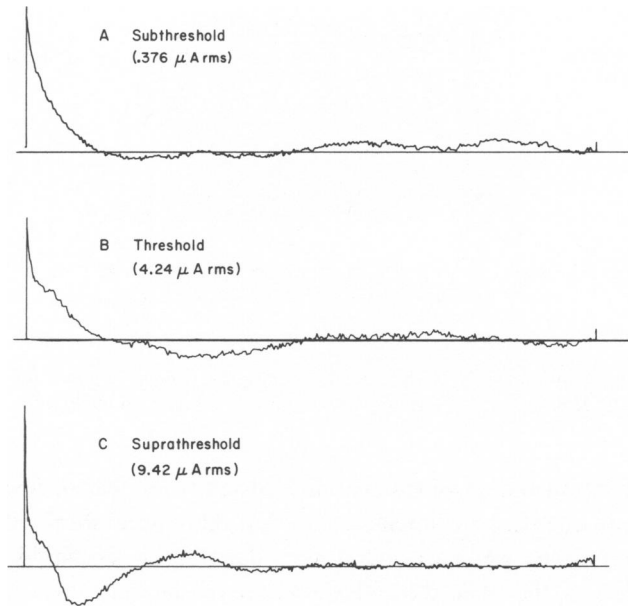 A Subthreshold
(.376 μ A rms)
B Threshold
(4.24 μ A rms)
C Suprathreshold
(9.42 μ A rms)